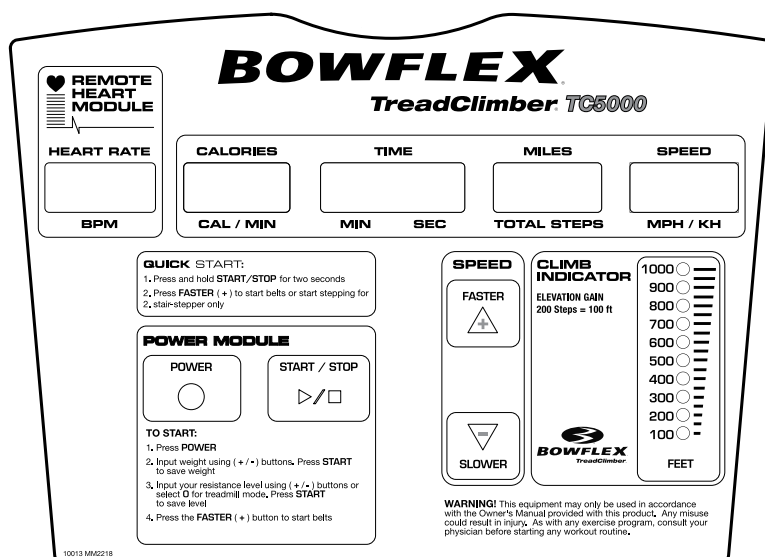 BOWFLEX
TreadClimber TC5000
REMOTE
HEART
MODULE
HEART RATE
BPM
CALORIES
TIME
MILES
SPEED
CAL / MIN
MIN
SEC
TOTAL STEPS
MPH / KH
QUICK START:
1. Press and hold START/STOP for two seconds
2. Press FASTER ( + ) to start belts or start stepping for
2. stair-stepper only
POWER MODULE
POWER
START / STOP
TO START:
1. Press POWER
2. Input weight using ( + / - ) buttons. Press START
to save weight
3. Input your resistance level using ( + / - ) buttons or
select 0 for treadmill mode. Press START
to save level
4. Press the FASTER ( + ) button to start belts
SPEED
FASTER
+
-
SLOWER
CLIMB
INDICATOR
ELEVATION GAIN
200 Steps = 100 ft
1000
900
800
700
600
500
400
300
200
100
FEET
BOWFLEX
TreadClimber
WARNING! This equipment may only be used in accordance
with the Owner's Manual provided with this product. Any misuse
could result in injury. As with any exercise program, consult your
physician before starting any workout routine.
10013 MM2218